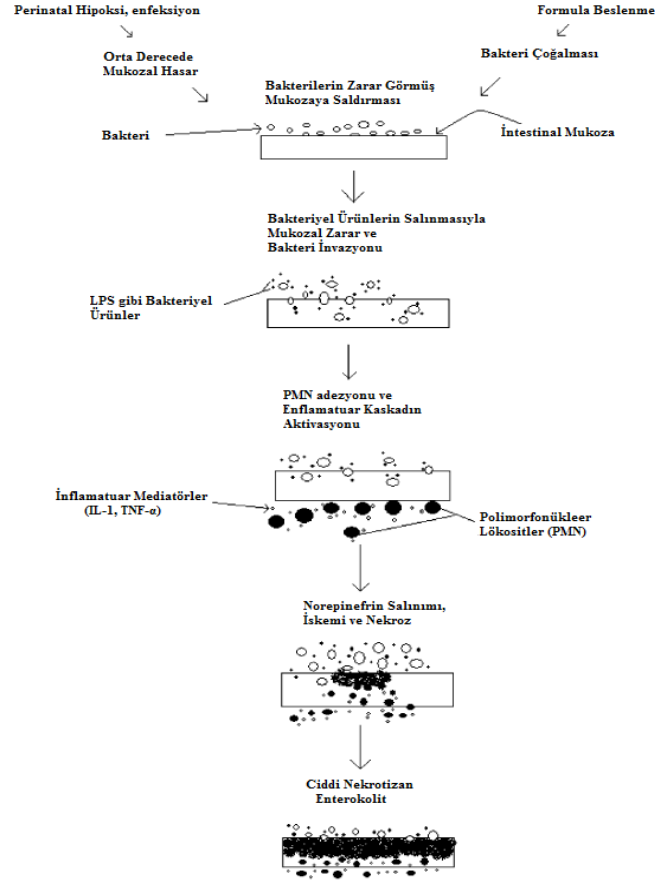 Perinatal Hipoksi, enfeksiyon
Formula Beslenme
Orta Derecede
Mukozal Hasar
Bakteri Çoğalması
Bakterilerin Zarar Görmüş
Mukozaya Saldırması
Bakteri
İntestinal Mukoza
Bakteriyel Ürünlerin Salınmasıyla
Mukozal Zarar ve
Bakteri İnvazyonu
LPS gibi Bakteriyel
Ürünler
PMN adezyonu ve
Enflamatuar Kaskadın
Aktivasyonu
İnflamatuar Mediatörler
(IL-1, TNF-α)
Polimorfonükleer
Lökositler (PMN)
Norepinefrin Salınımı,
İskemi ve Nekroz
Ciddi Nekrotizan
Enterokolit